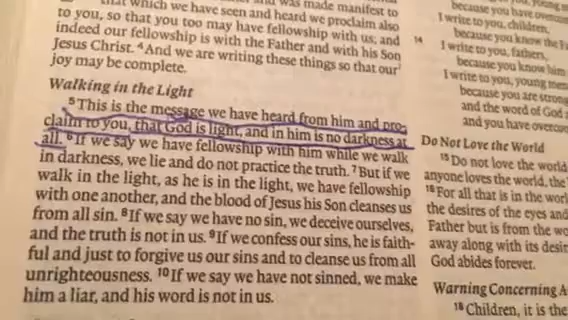 that which we have seen and heard we proclaim also
to you, so that you too may have fellowship with us; and
indeed our fellowship is with the Father and with his Son
Jesus Christ. 4And we are writing these things so that our
joy may be complete.
Walking in the Light
5This is the message we have heard from him and pro-
claim to you, that God is light, and in him is no darkness at
all. 6If we say we have fellowship with him while we walk
in darkness, we lie and do not practice the truth. 7But if we
walk in the light, as he is in the light, we have fellowship
with one another, and the blood of Jesus his Son cleanses us
from all sin. 8If we say we have no sin, we deceive ourselves,
and the truth is not in us. 9If we confess our sins, he is faith-
ful and just to forgive us our sins and to cleanse us from all
unrighteousness. 10If we say we have not sinned, we make
him a liar, and his word is not in us.
because you have overcome
I write to you, children,
because you know the
14 I write to you, fathers,
because you know him
I write to you, young men
because you are strong
and the word of God
and you have overcome
Do Not Love the World
15Do not love the world
anyone loves the world, the
16For all that is in the
the desires of the eyes and
Father but is from the
away along with its
God abides forever.
Warning Concerning
18Children, it is the